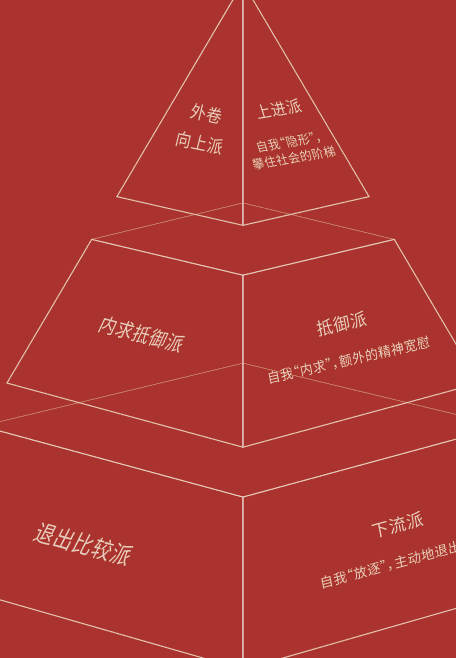 外卷
向上派
上进派
自我“隐形”，
攀住社会的阶梯
内求抵御派
抵御派
自我“内求”，额外的精神宽慰
退出比较派
下流派
自我“放逐”，主动地退出